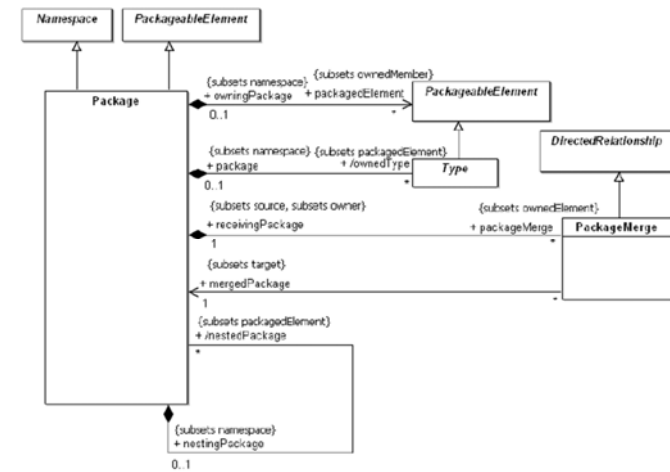 Namespace
PackageableElement
Package
{subsets namespace}
{subsets ownedMember}
+ owningPackage
+ packagedElement
0..1
*
PackageableElement
{subsets namespace}
{subsets packagedElement}
+ package
+ /ownedType
0..1
*
Type
DirectedRelationship
{subsets source, subsets owner}
{subsets ownedElement}
+ receivingPackage
+ packageMerge
1
*
PackageMerge
{subsets target}
+ mergedPackage
1
*
{subsets packagedElement}
+ /nestedPackage
*
{subsets namespace}
+ nestingPackage
0..1